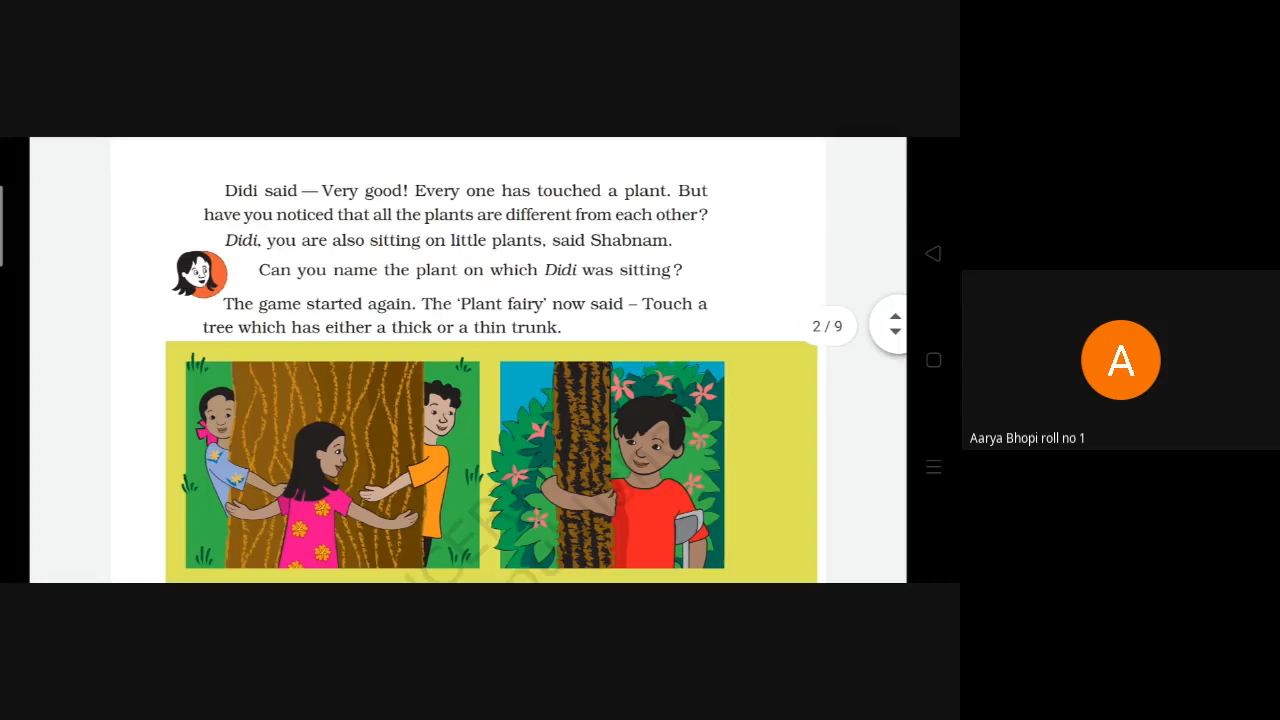 Didi said — Very good! Every one has touched a plant. But
have you noticed that all the plants are different from each other?
Didi, you are also sitting on little plants, said Shabnam.
Can you name the plant on which Didi was sitting?
The game started again. The ‘Plant fairy’ now said – Touch a
tree which has either a thick or a thin trunk.
2 / 9
A
Aarya Bhopi roll no 1